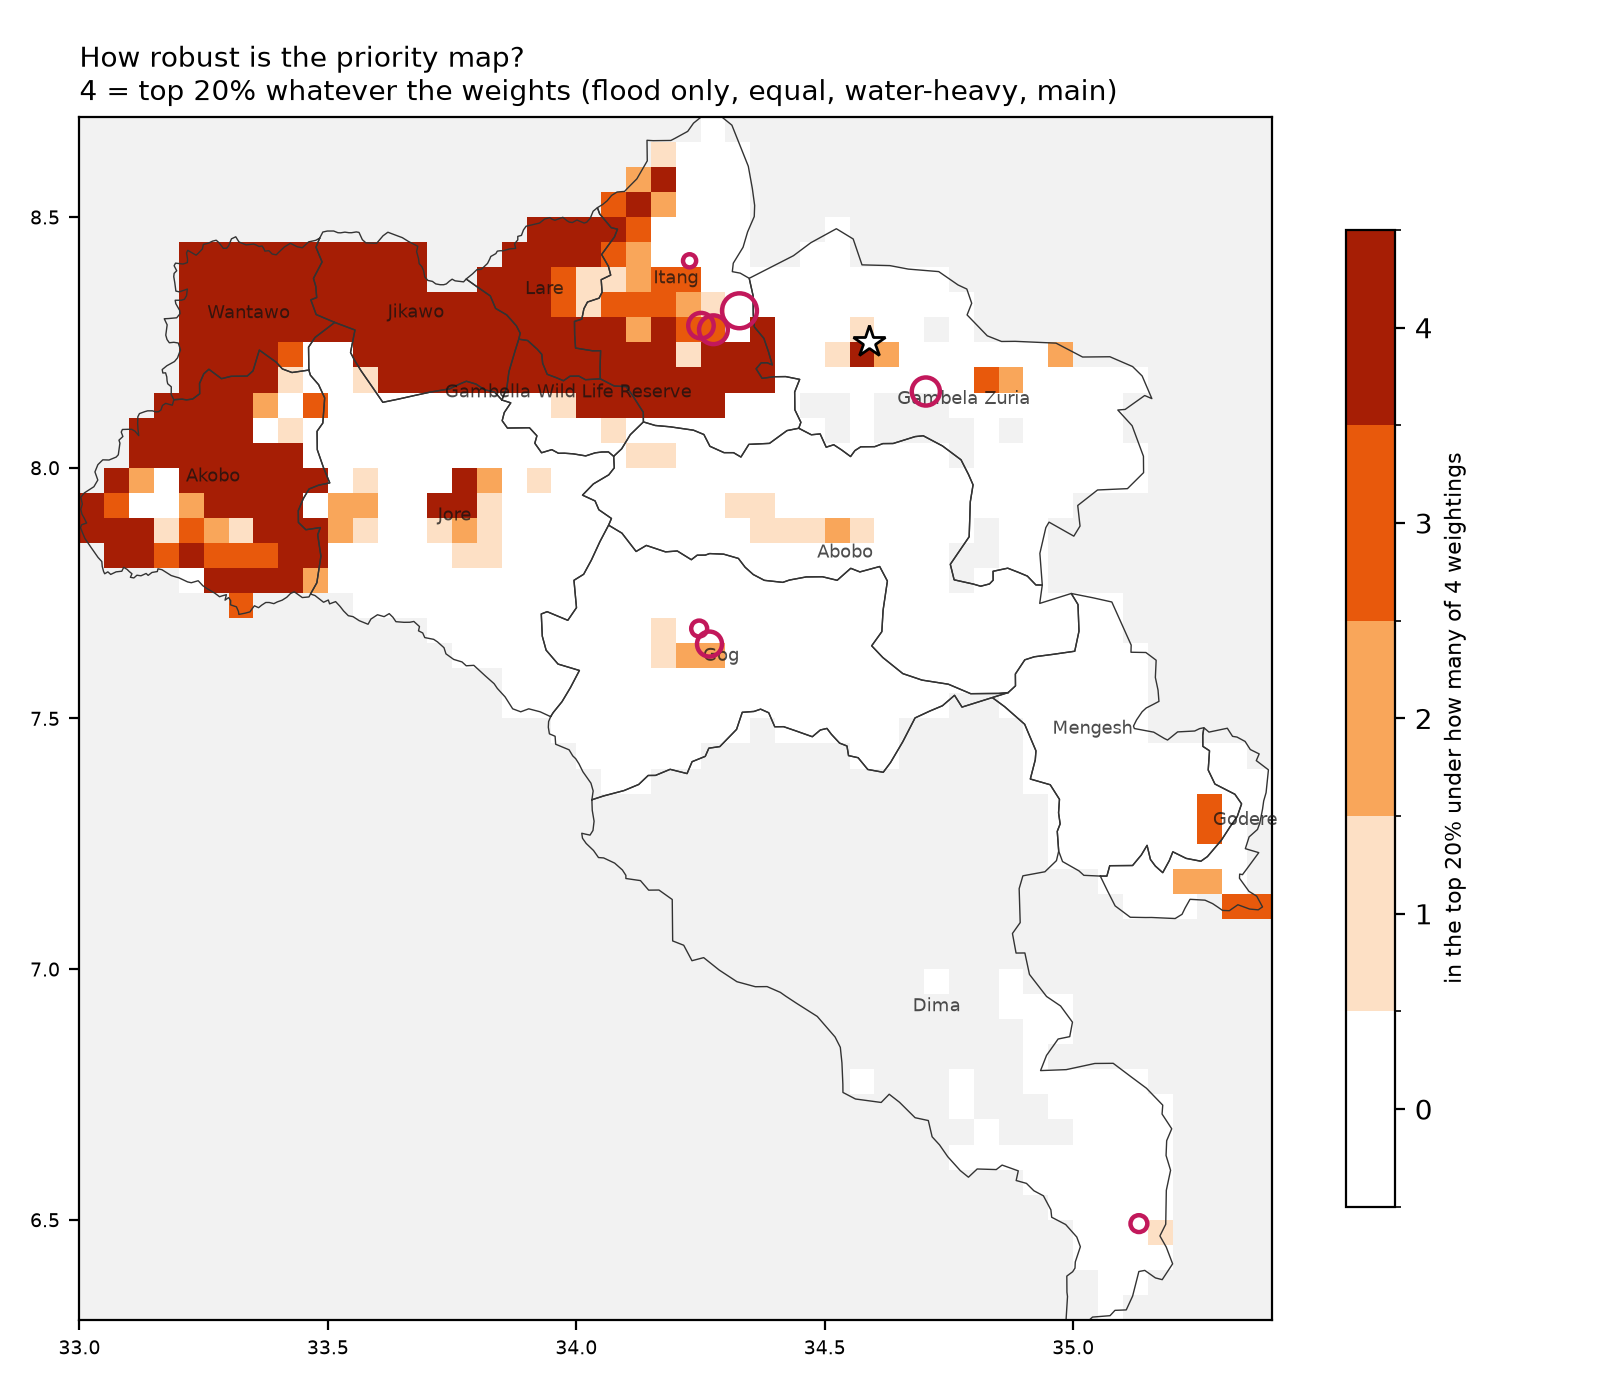 How robust is the priority map?
4 = top 20% whatever the weights (flood only, equal, water-heavy, main)
8.5
8.0
7.5
7.0
6.5
33.0
33.5
34.0
34.5
35.0
Itang
Lare
Wantawo
Jikawo
Gambella Wild Life Reserve
Gambela Zuria
Akobo
Jore
Abobo
Gog
Mengesh
Godere
Dima
4
3
2
1
0
in the top 20% under how many of 4 weightings